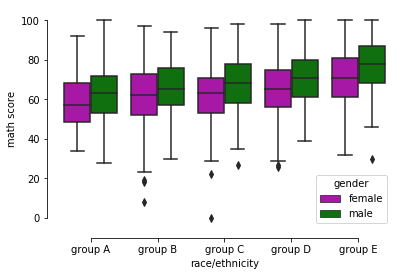 100
80
60
40
20
0
math score
group A
group B
group C
group D
group E
race/ethnicity
gender
female
male